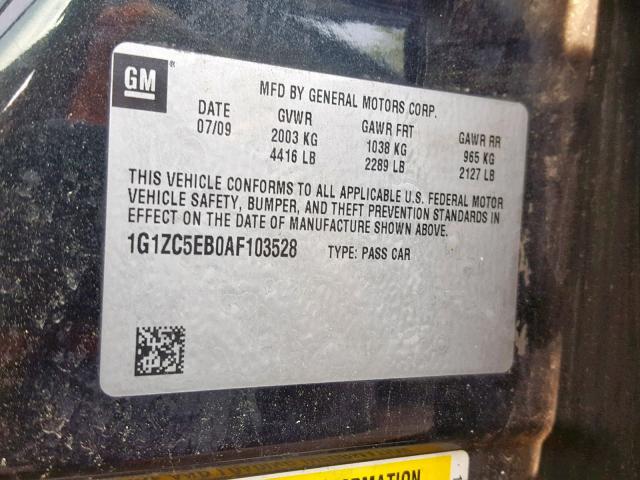 GM®
MFD BY GENERAL MOTORS CORP.
DATE GVWR GAWR FRT GAWR RR
07/09 2003 KG 1038 KG 965 KG
4416 LB 2289 LB 2127 LB
THIS VEHICLE CONFORMS TO ALL APPLICABLE U.S. FEDERAL MOTOR
VEHICLE SAFETY, BUMPER, AND THEFT PREVENTION STANDARDS IN
EFFECT ON THE DATE OF MANUFACTURE SHOWN ABOVE.
1G1ZC5EB0AF103528 TYPE: PASS CAR